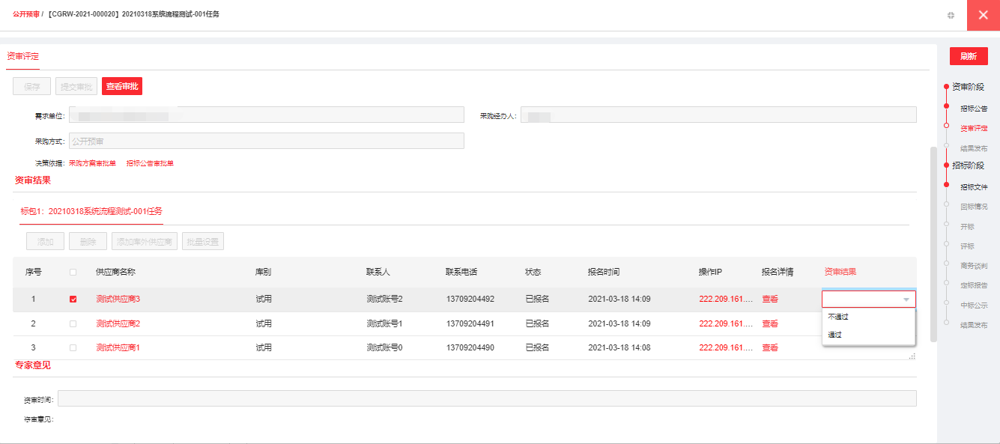 公开预审 / 【CGRW-2021-000020】20210318系统流程测试-001任务
资审评定
刷新
保存 提交审批 查看审批
需求单位:
采购经办人:
采购方式: 公开预审
决策依据: 采购方案审批单 招标公告审批单
资审结果
标包1：20210318系统流程测试-001任务
添加 删除 添加库外供应商 批量设置
序号 供应商名称 库别 联系人 联系电话 状态 报名时间 操作IP 报名详情 资审结果
1 测试供应商3 试用 测试账号2 13709204492 已报名 2021-03-18 14:09 222.209.161.... 查看
2 测试供应商2 试用 测试账号1 13709204491 已报名 2021-03-18 14:09 222.209.161.... 查看
3 测试供应商1 试用 测试账号0 13709204490 已报名 2021-03-18 14:08 222.209.161.... 查看
不通过
通过
专家意见
资审时间:
资审意见:
资审阶段
招标公告
资审评定
结果发布
招标阶段
招标文件
回标情况
开标
评标
商务谈判
定标报告
中标公示
结果发布